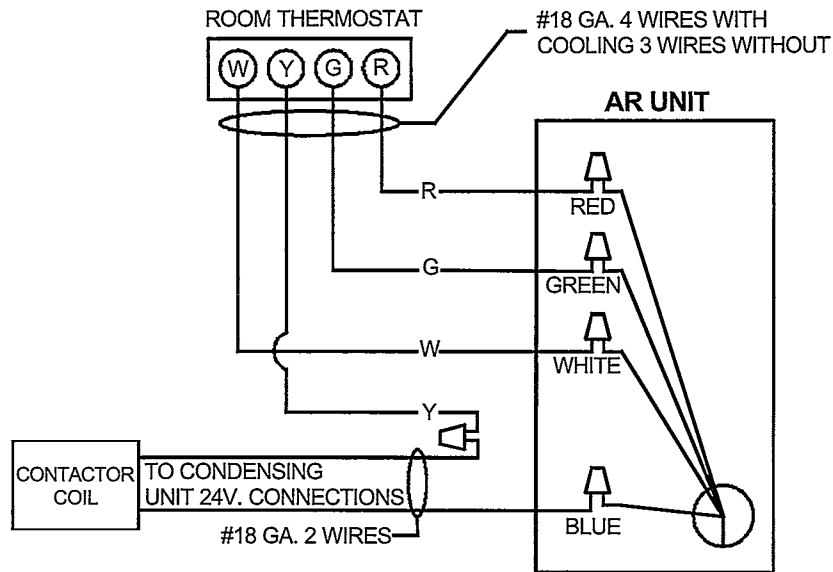 ROOM THERMOSTAT
#18 GA. 4 WIRES WITH
COOLING 3 WIRES WITHOUT
W Y G R
AR UNIT
R
RED
G
GREEN
W
WHITE
Y
CONTACTOR
COIL
TO CONDENSING
UNIT 24V. CONNECTIONS
BLUE
#18 GA. 2 WIRES